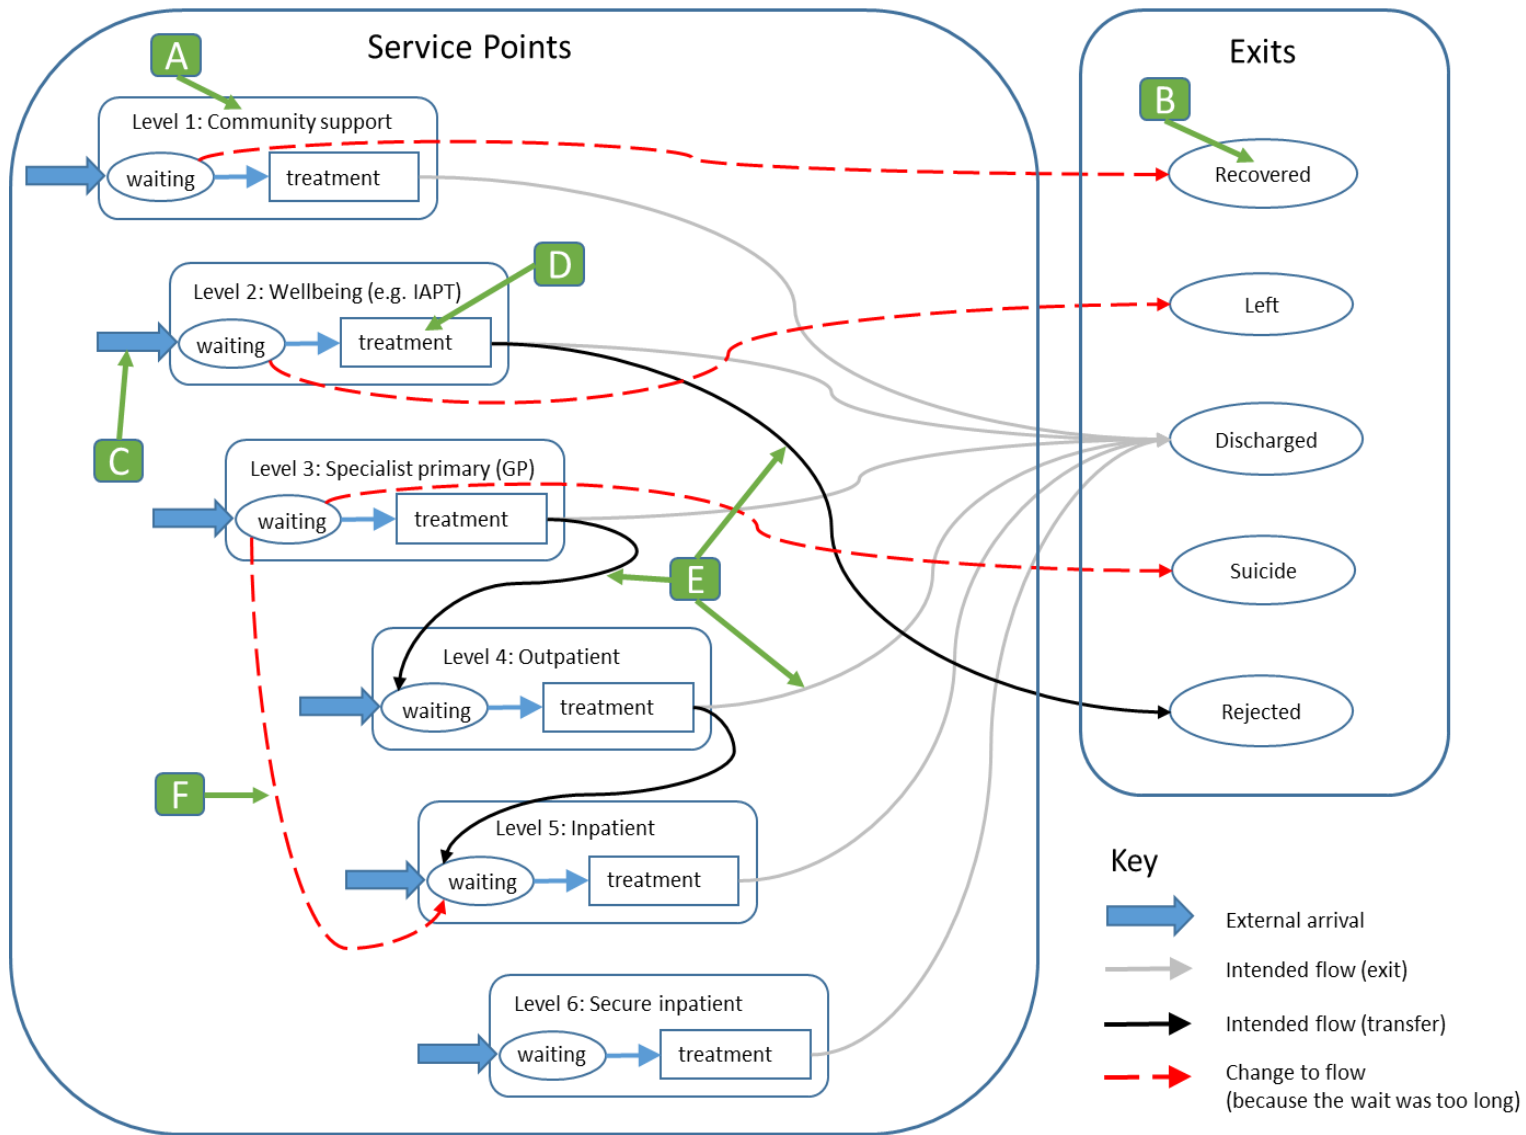 Service Points
Exits
A
B
Level 1: Community support
waiting
treatment
Recovered
D
Level 2: Wellbeing (e.g. IAPT)
waiting
treatment
Left
C
Level 3: Specialist primary (GP)
waiting
treatment
Discharged
E
Suicide
Level 4: Outpatient
waiting
treatment
Rejected
F
Level 5: Inpatient
waiting
treatment
Level 6: Secure inpatient
waiting
treatment
Key
External arrival
Intended flow (exit)
Intended flow (transfer)
Change to flow
(because the wait was too long)